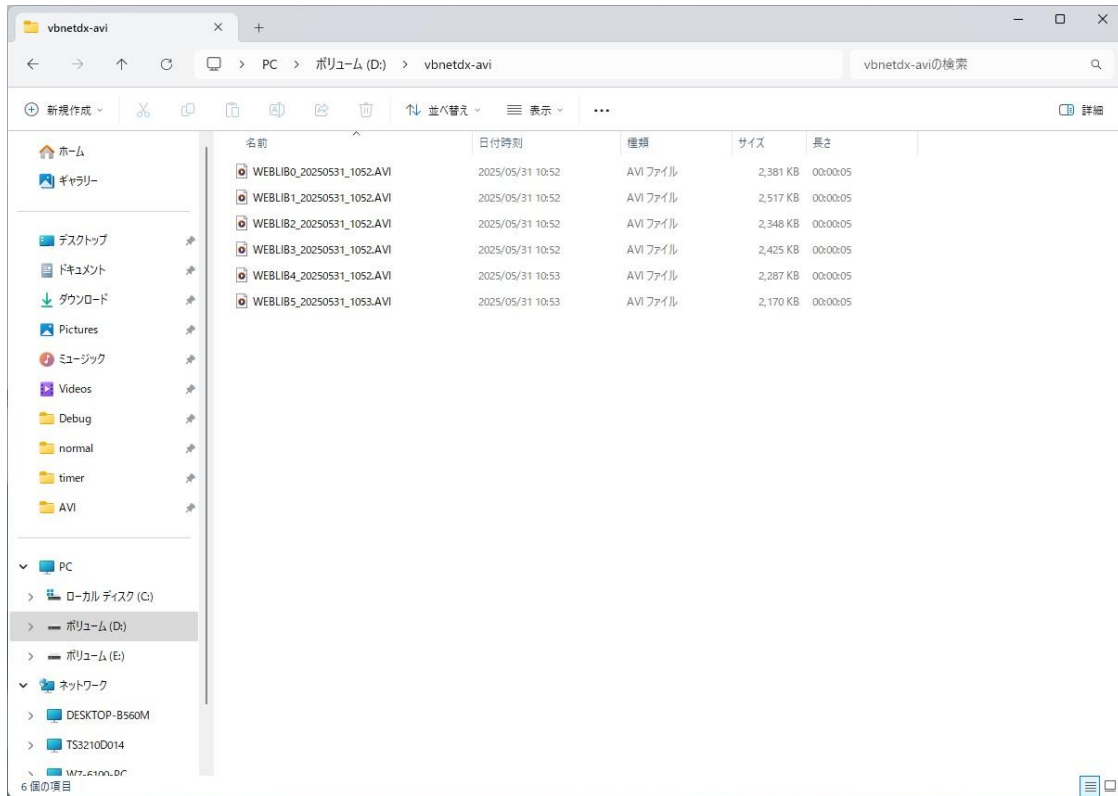 vbnetdx-avi
PC > ボリューム (D:) > vbnetdx-avi
vbnetdx-aviの検索
新規作成 並べ替え 表示 ... 詳細
名前 日付時刻 種類 サイズ 長さ
WEBLIB0_20250531_1052.AVI 2025/05/31 10:52 AVI ファイル 2,381 KB 00:00:05
WEBLIB1_20250531_1052.AVI 2025/05/31 10:52 AVI ファイル 2,517 KB 00:00:05
WEBLIB2_20250531_1052.AVI 2025/05/31 10:52 AVI ファイル 2,348 KB 00:00:05
WEBLIB3_20250531_1052.AVI 2025/05/31 10:52 AVI ファイル 2,425 KB 00:00:05
WEBLIB4_20250531_1052.AVI 2025/05/31 10:53 AVI ファイル 2,287 KB 00:00:05
WEBLIB5_20250531_1053.AVI 2025/05/31 10:53 AVI ファイル 2,170 KB 00:00:05
ホーム
ギャラリー
デスクトップ
ドキュメント
ダウンロード
Pictures
ミュージック
Videos
Debug
normal
timer
AVI
PC
ローカル ディスク (C:)
ボリューム (D:)
ボリューム (E:)
ネットワーク
DESKTOP-B560M
TS3210D014
W7-6100-PC
6 個の項目